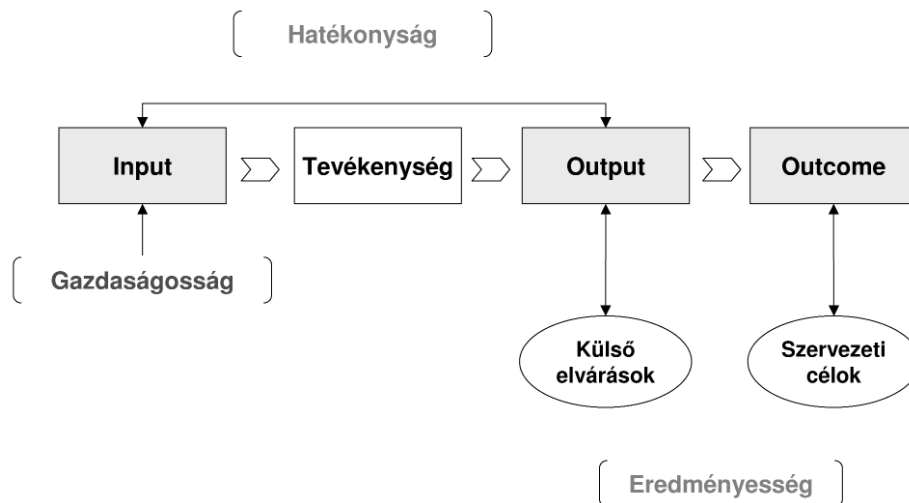 Hatékonyság
Input
Tevékenység
Output
Outcome
Gazdaságosság
Külső
elvárások
Szervezeti
célok
Eredményesség